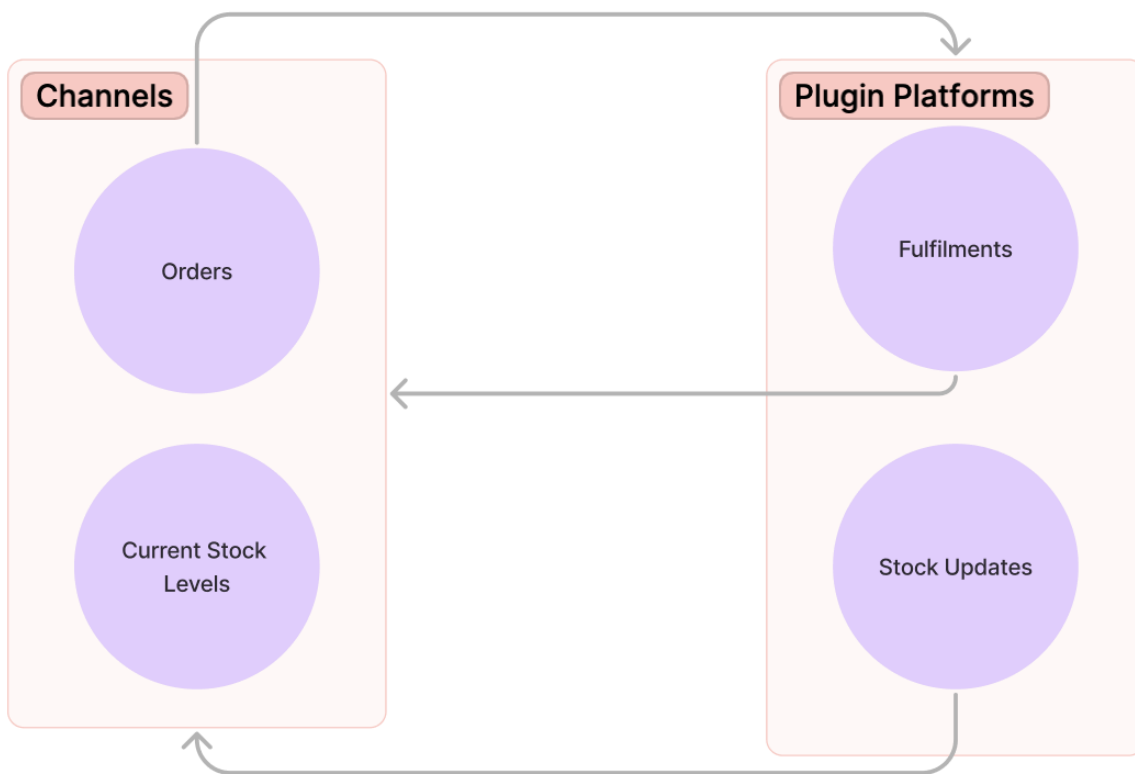 Channels
Orders
Current Stock
Levels
Plugin Platforms
Fulfilments
Stock Updates